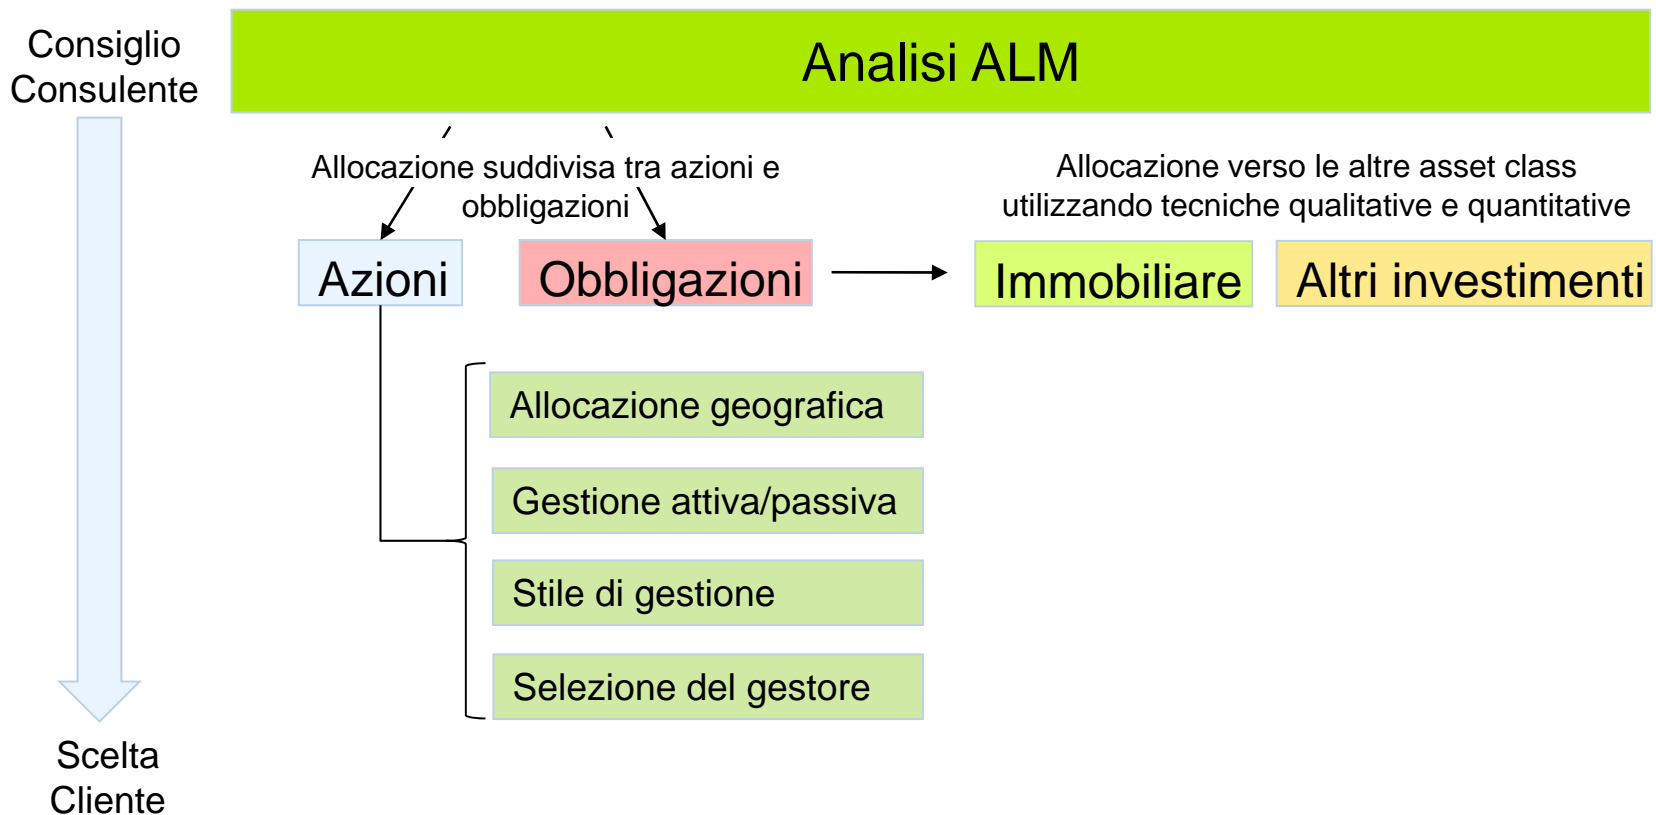 Consiglio
Consulente
Analisi ALM
Allocazione suddivisa tra azioni e
obbligazioni
Allocazione verso le altre asset class
utilizzando tecniche qualitative e quantitative
Azioni
Obbligazioni
Immobiliare
Altri investimenti
Allocazione geografica
Gestione attiva/passiva
Stile di gestione
Selezione del gestore
Scelta
Cliente